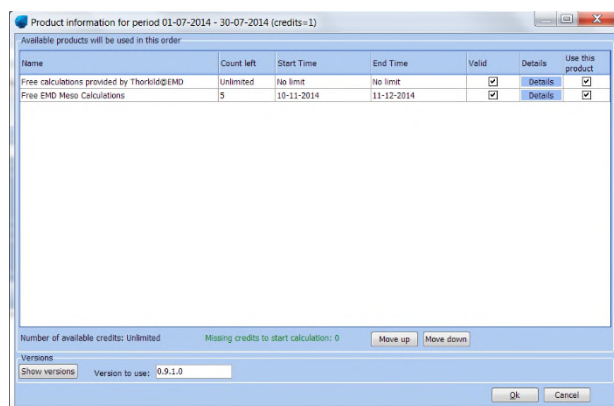 Product information for period 01-07-2014 - 30-07-2014 (credits=1)
Available products will be used in this order
Name Count left Start Time End Time Valid Details Use this product
Free calculations provided by Thorkild@EMD Unlimited No limit No limit Details
Free EMD Meso Calculations 5 10-11-2014 11-12-2014 Details
Number of available credits: Unlimited Missing credits to start calculation: 0 Move up Move down
Versions
Show versions Version to use: 0.9.1.0
Ok Cancel